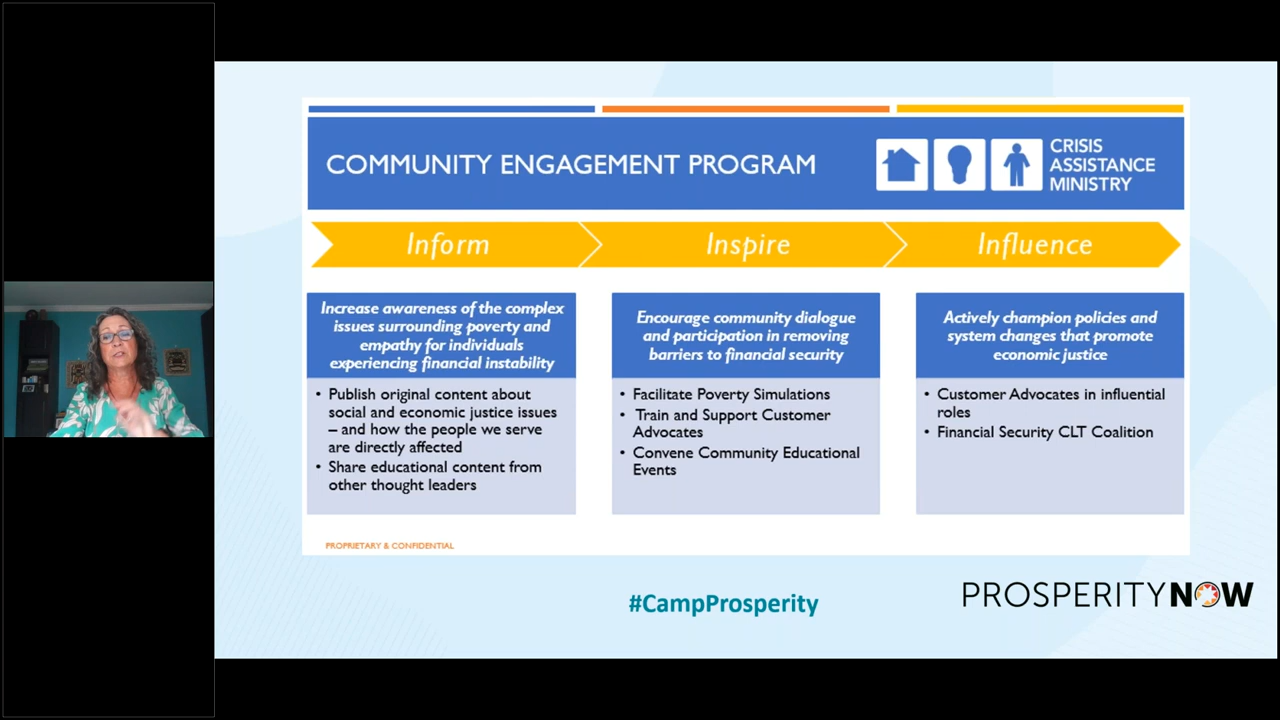 COMMUNITY ENGAGEMENT PROGRAM
CRISIS
ASSISTANCE
MINISTRY
Inform
Inspire
Influence
Increase awareness of the complex
issues surrounding poverty and
empathy for individuals
experiencing financial instability
• Publish original content about
social and economic justice issues
– and how the people we serve
are directly affected
• Share educational content from
other thought leaders
Encourage community dialogue
and participation in removing
barriers to financial security
• Facilitate Poverty Simulations
• Train and Support Customer
Advocates
• Convene Community Educational
Events
Actively champion policies and
system changes that promote
economic justice
• Customer Advocates in influential
roles
• Financial Security CLT Coalition
PROPRIETARY & CONFIDENTIAL
#CampProsperity
PROSPERITY NOW